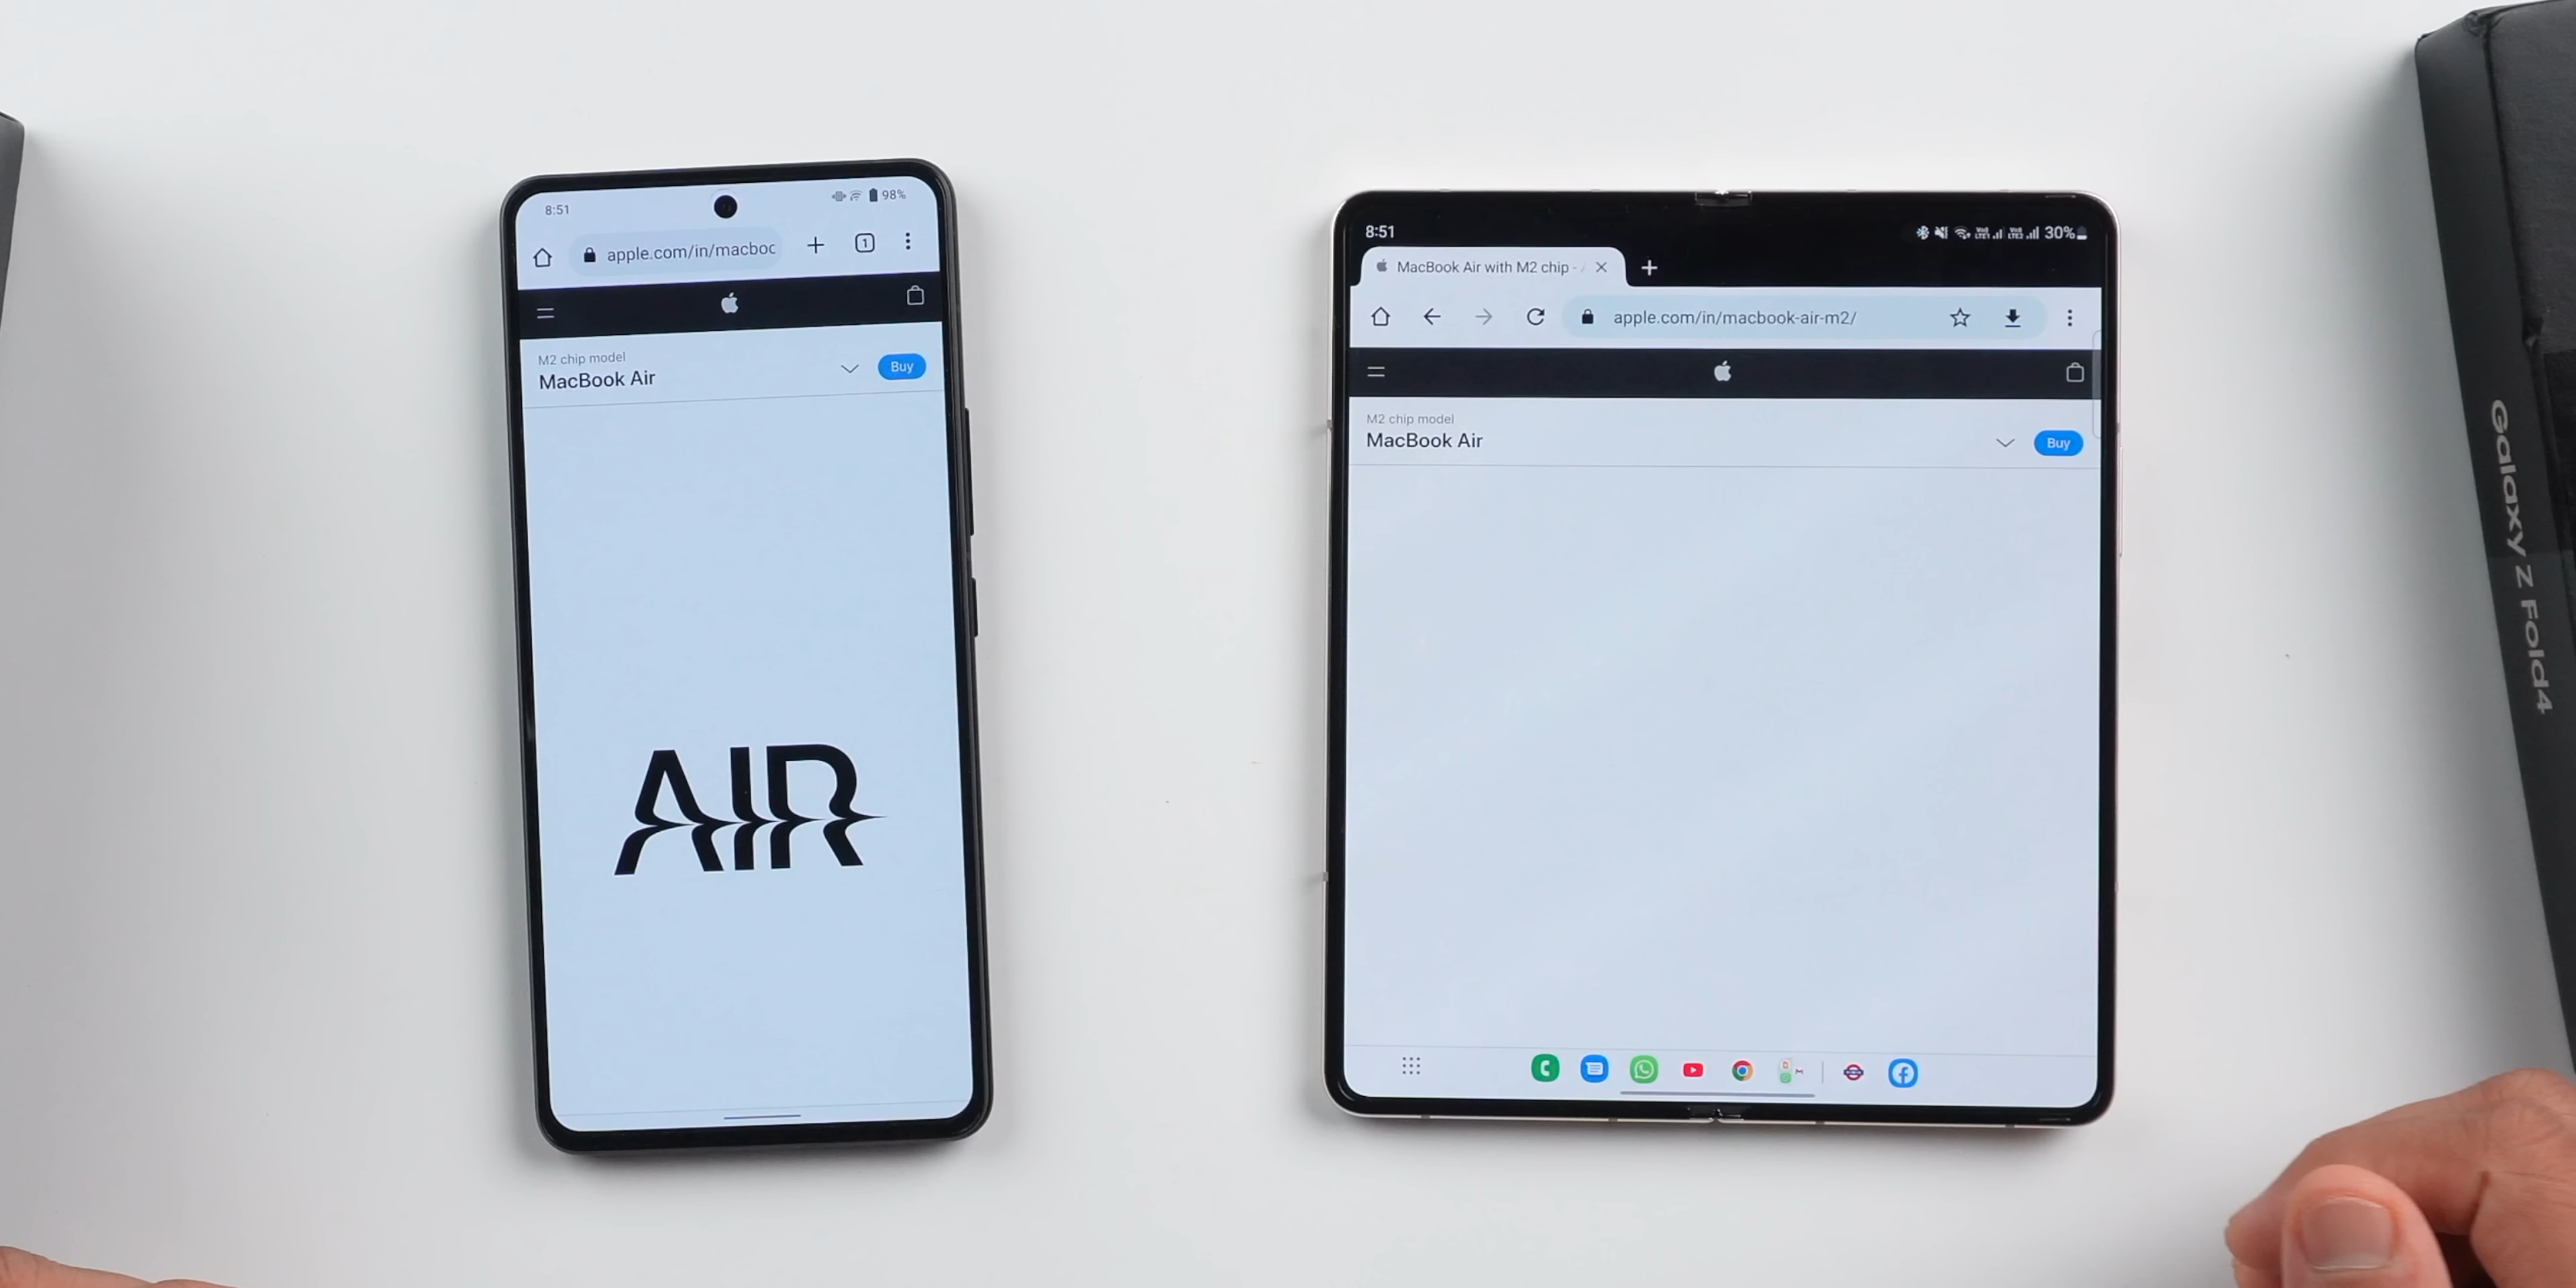 8:51
98%
apple.com/in/macboc
1
M2 chip model
MacBook Air
Buy
AIR
8:51
30%
MacBook Air with M2 chip -
apple.com/in/macbook-air-m2/
M2 chip model
MacBook Air
Buy
Galaxy Z Fold4